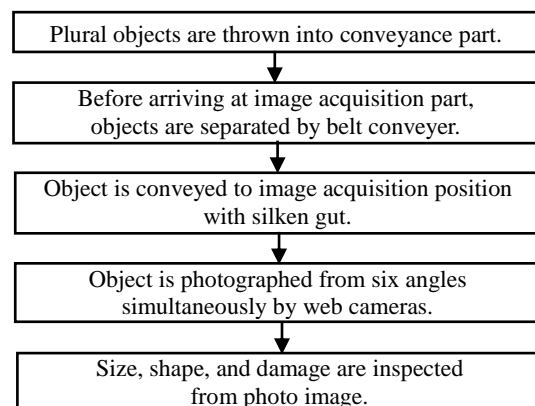 Plural objects are thrown into conveyance part.
Before arriving at image acquisition part,
objects are separated by belt conveyer.
Object is conveyed to image acquisition position
with silken gut.
Object is photographed from six angles
simultaneously by web cameras.
Size, shape, and damage are inspected
from photo image.